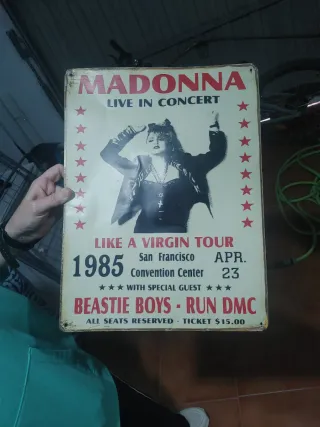 MADONNA
LIVE IN CONCERT
LIKE A VIRGIN TOUR
1985 San Francisco APR.
Convention Center 23
★★★ WITH SPECIAL GUEST ★★★
BEASTIE BOYS - RUN DMC
ALL SEATS RESERVED - TICKET $15.00